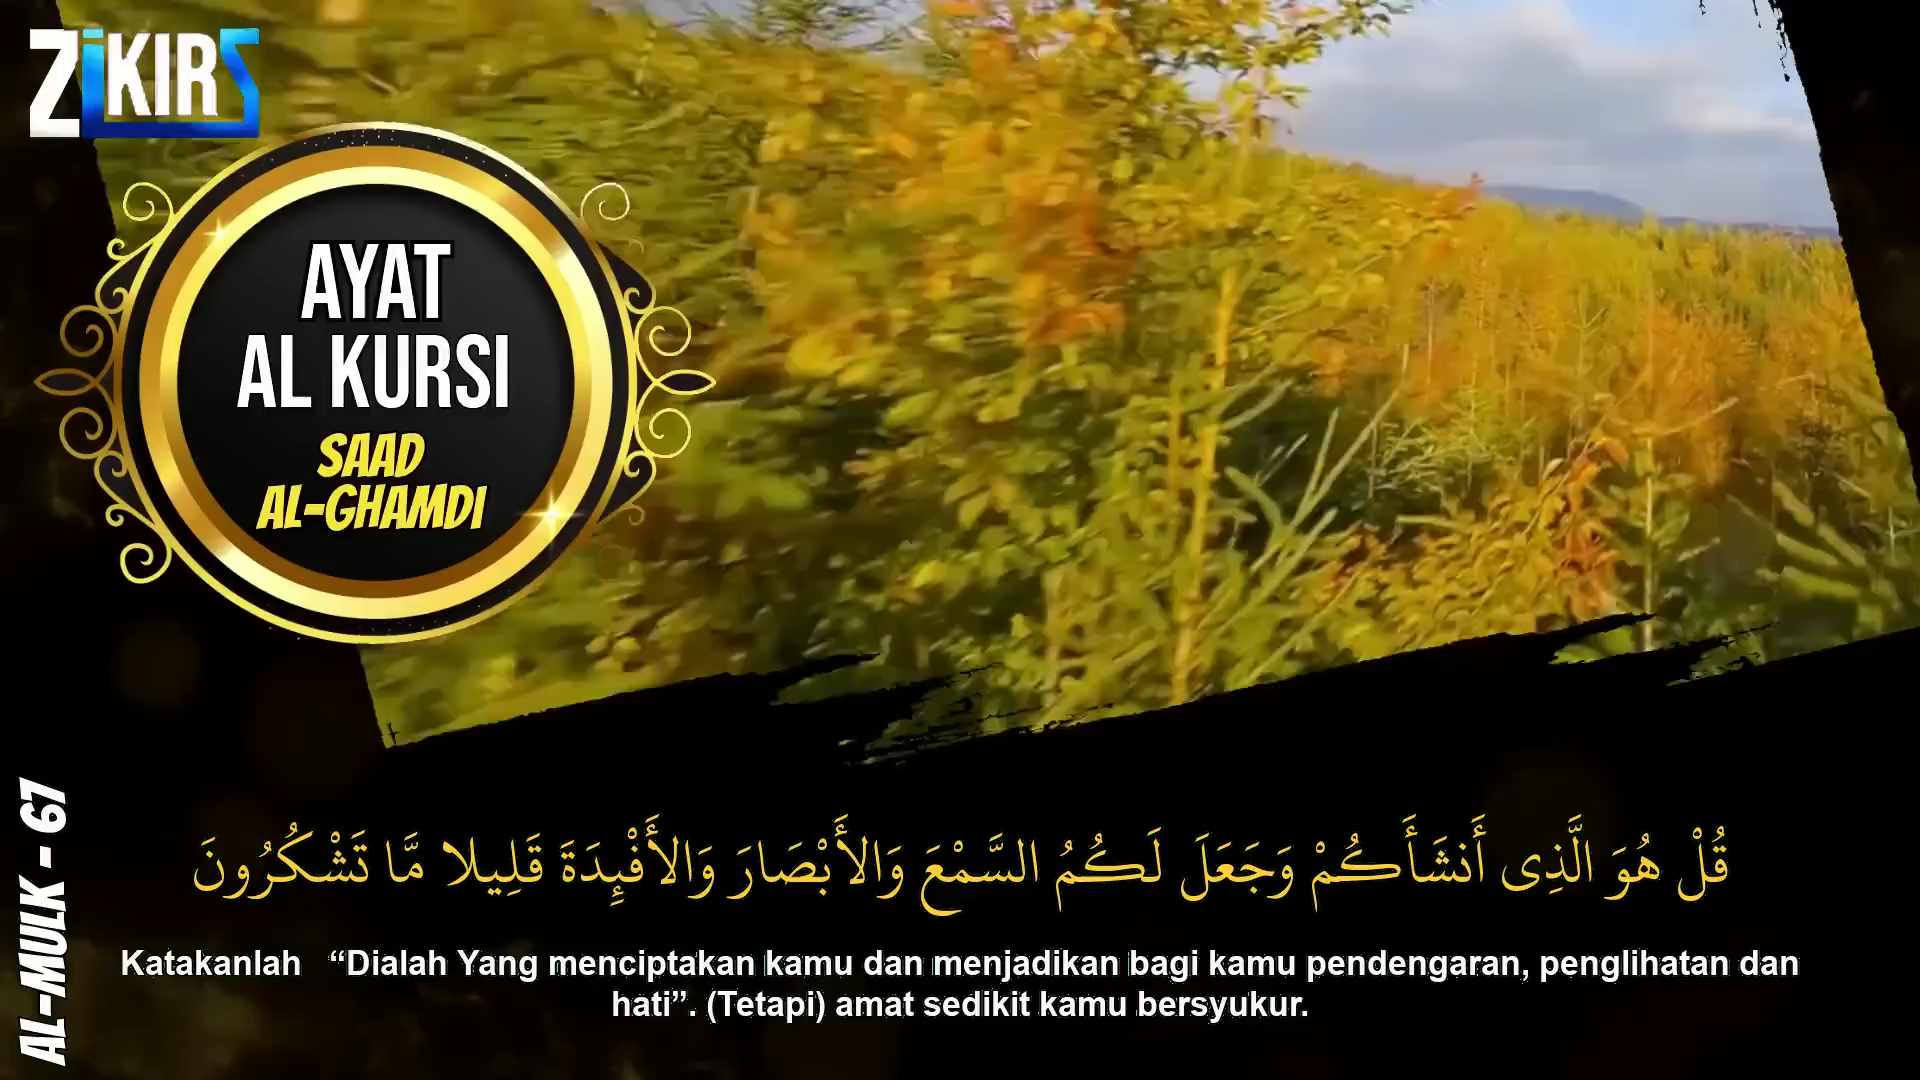 ZiKIRS
AYAT
AL KURSI
SAAD
AL-GHAMDI
AL-MULK - 67
قُلْ هُوَ الَّذِى أَنشَأَكُمْ وَجَعَلَ لَكُمُ السَّمْعَ وَالأَبْصَارَ وَالأَفْـِٕدَةَ قَلِيلا مَّا تَشْكُرُونَ
Katakanlah “Dialah Yang menciptakan kamu dan menjadikan bagi kamu pendengaran, penglihatan dan
hati”. (Tetapi) amat sedikit kamu bersyukur.